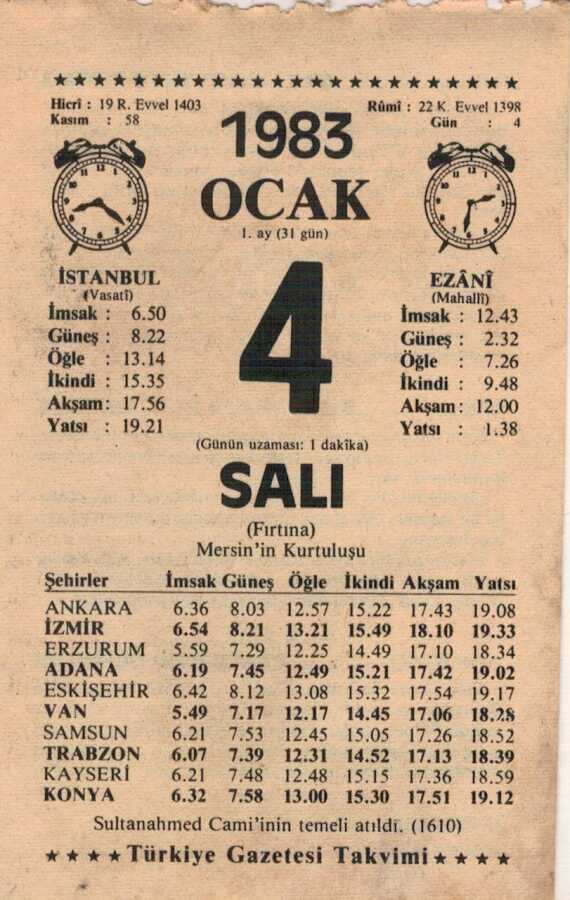 ★★★★★★★★★★★★★★★★★★★★★★★★
Hicrî : 19 R. Evvel 1403
Kasım : 58
Rûmî : 22 K. Evvel 1398
Gün : 4
1983
OCAK
1. ay (31 gün)
4
İSTANBUL
(Vasatî)
İmsak : 6.50
Güneş : 8.22
Öğle : 13.14
İkindi : 15.35
Akşam: 17.56
Yatsı : 19.21
EZÂNÎ
(Mahallî)
İmsak : 12.43
Güneş : 2.32
Öğle : 7.26
İkindi : 9.48
Akşam: 12.00
Yatsı : 1.38
(Günün uzaması: 1 dakîka)
SALI
(Fırtına)
Mersin'in Kurtuluşu
Şehirler İmsak Güneş Öğle İkindi Akşam Yatsı
ANKARA 6.36 8.03 12.57 15.22 17.43 19.08
İZMİR 6.54 8.21 13.21 15.49 18.10 19.33
ERZURUM 5.59 7.29 12.25 14.49 17.10 18.34
ADANA 6.19 7.45 12.49 15.21 17.42 19.02
ESKİŞEHİR 6.42 8.12 13.08 15.32 17.54 19.17
VAN 5.49 7.17 12.17 14.45 17.06 18.28
SAMSUN 6.21 7.53 12.45 15.05 17.26 18.52
TRABZON 6.07 7.39 12.31 14.52 17.13 18.39
KAYSERİ 6.21 7.48 12.48 15.15 17.36 18.59
KONYA 6.32 7.58 13.00 15.30 17.51 19.12
Sultanahmed Cami'inin temeli atıldı. (1610)
★★★★Türkiye Gazetesi Takvimi★★★★